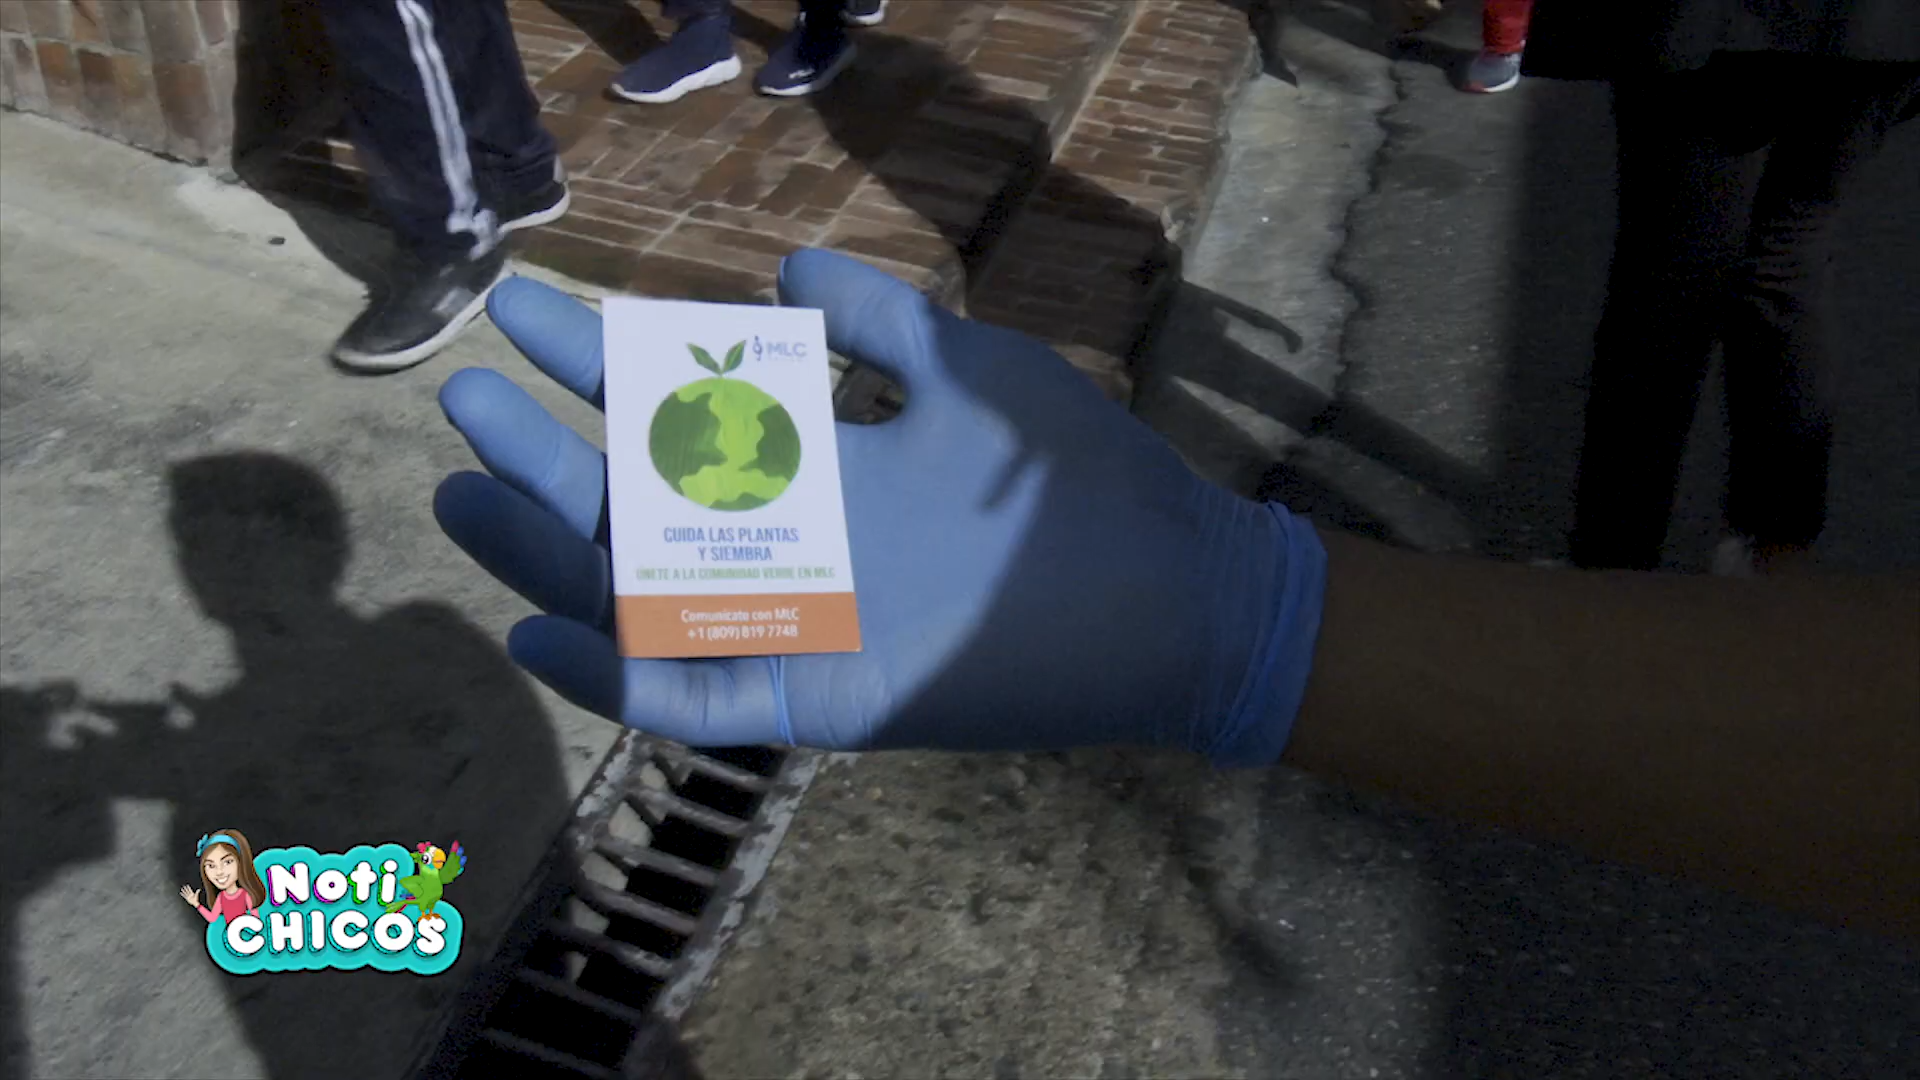 MLC
CUIDA LAS PLANTAS
Y SIEMBRA
ÚNETE A LA COMUNIDAD VERDE EN MLC
Comunícate con MLC
+1 (809) 819 7748
Noti
CHICOS